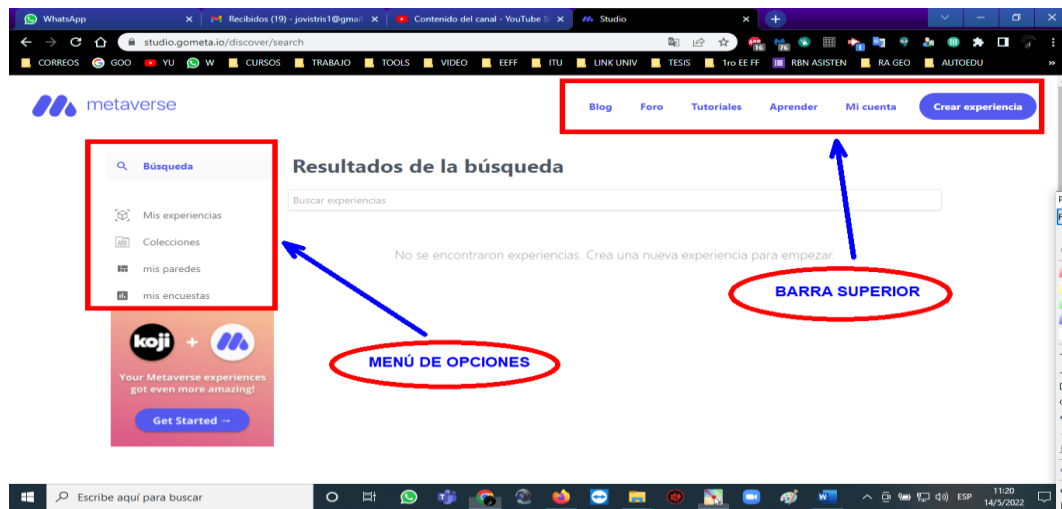 WhatsApp
Recibidos (19) - jovistris1@gmail
Contenido del canal - YouTube S
Studio
studio.gometa.io/discover/search
16
76
1
CORREOS GOO YU W CURSOS TRABAJO TOOLS VIDEO EEFF ITU LINK UNIV TESIS 1ro EE FF RBN ASISTEN RA GEO AUTOEDU »
metaverse
Blog Foro Tutoriales Aprender Mi cuenta Crear experiencia
Búsqueda
Resultados de la búsqueda
Buscar experiencias
Mis experiencias
Colecciones
mis paredes
mis encuestas
No se encontraron experiencias. Crea una nueva experiencia para empezar.
BARRA SUPERIOR
MENÚ DE OPCIONES
koji +
Your Metaverse experiences
got even more amazing!
Get Started →
Escribe aquí para buscar
ESP
11:20
14/5/2022